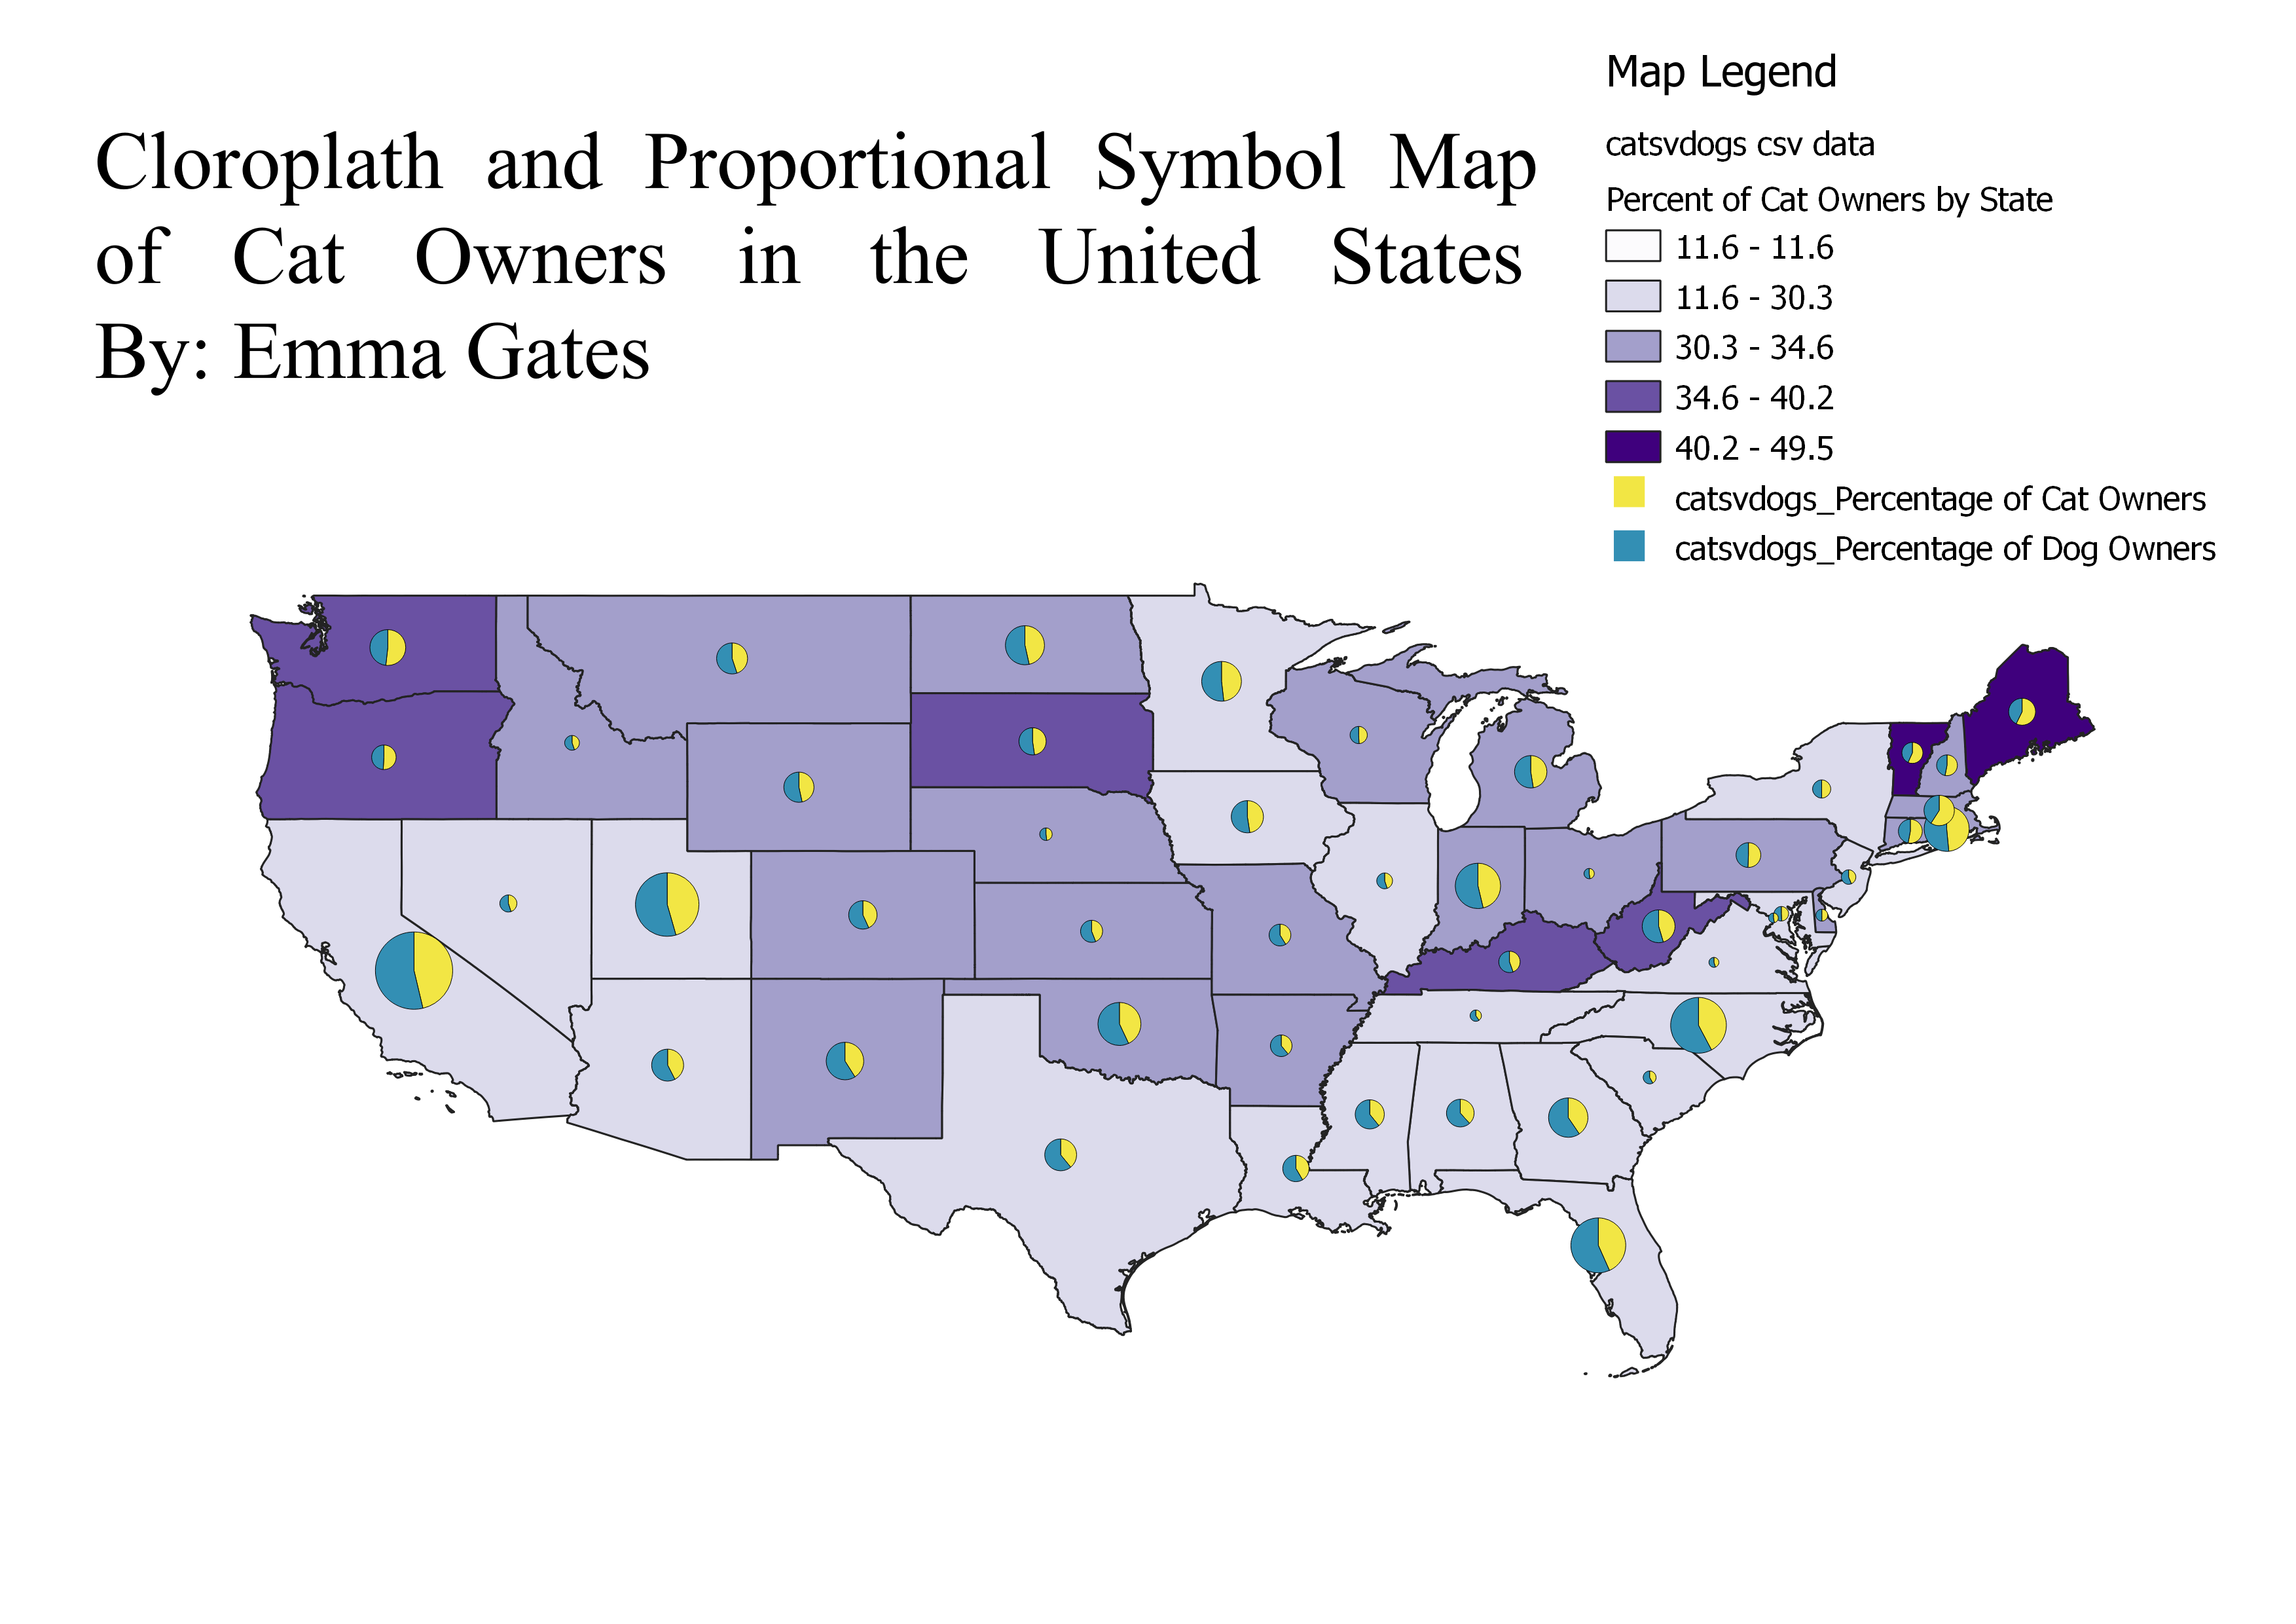 Cloroplath and Proportional Symbol Map
of Cat Owners in the United States
By: Emma Gates
Map Legend
catsvdogs csv data
Percent of Cat Owners by State
11.6 - 11.6
11.6 - 30.3
30.3 - 34.6
34.6 - 40.2
40.2 - 49.5
catsvdogs_Percentage of Cat Owners
catsvdogs_Percentage of Dog Owners